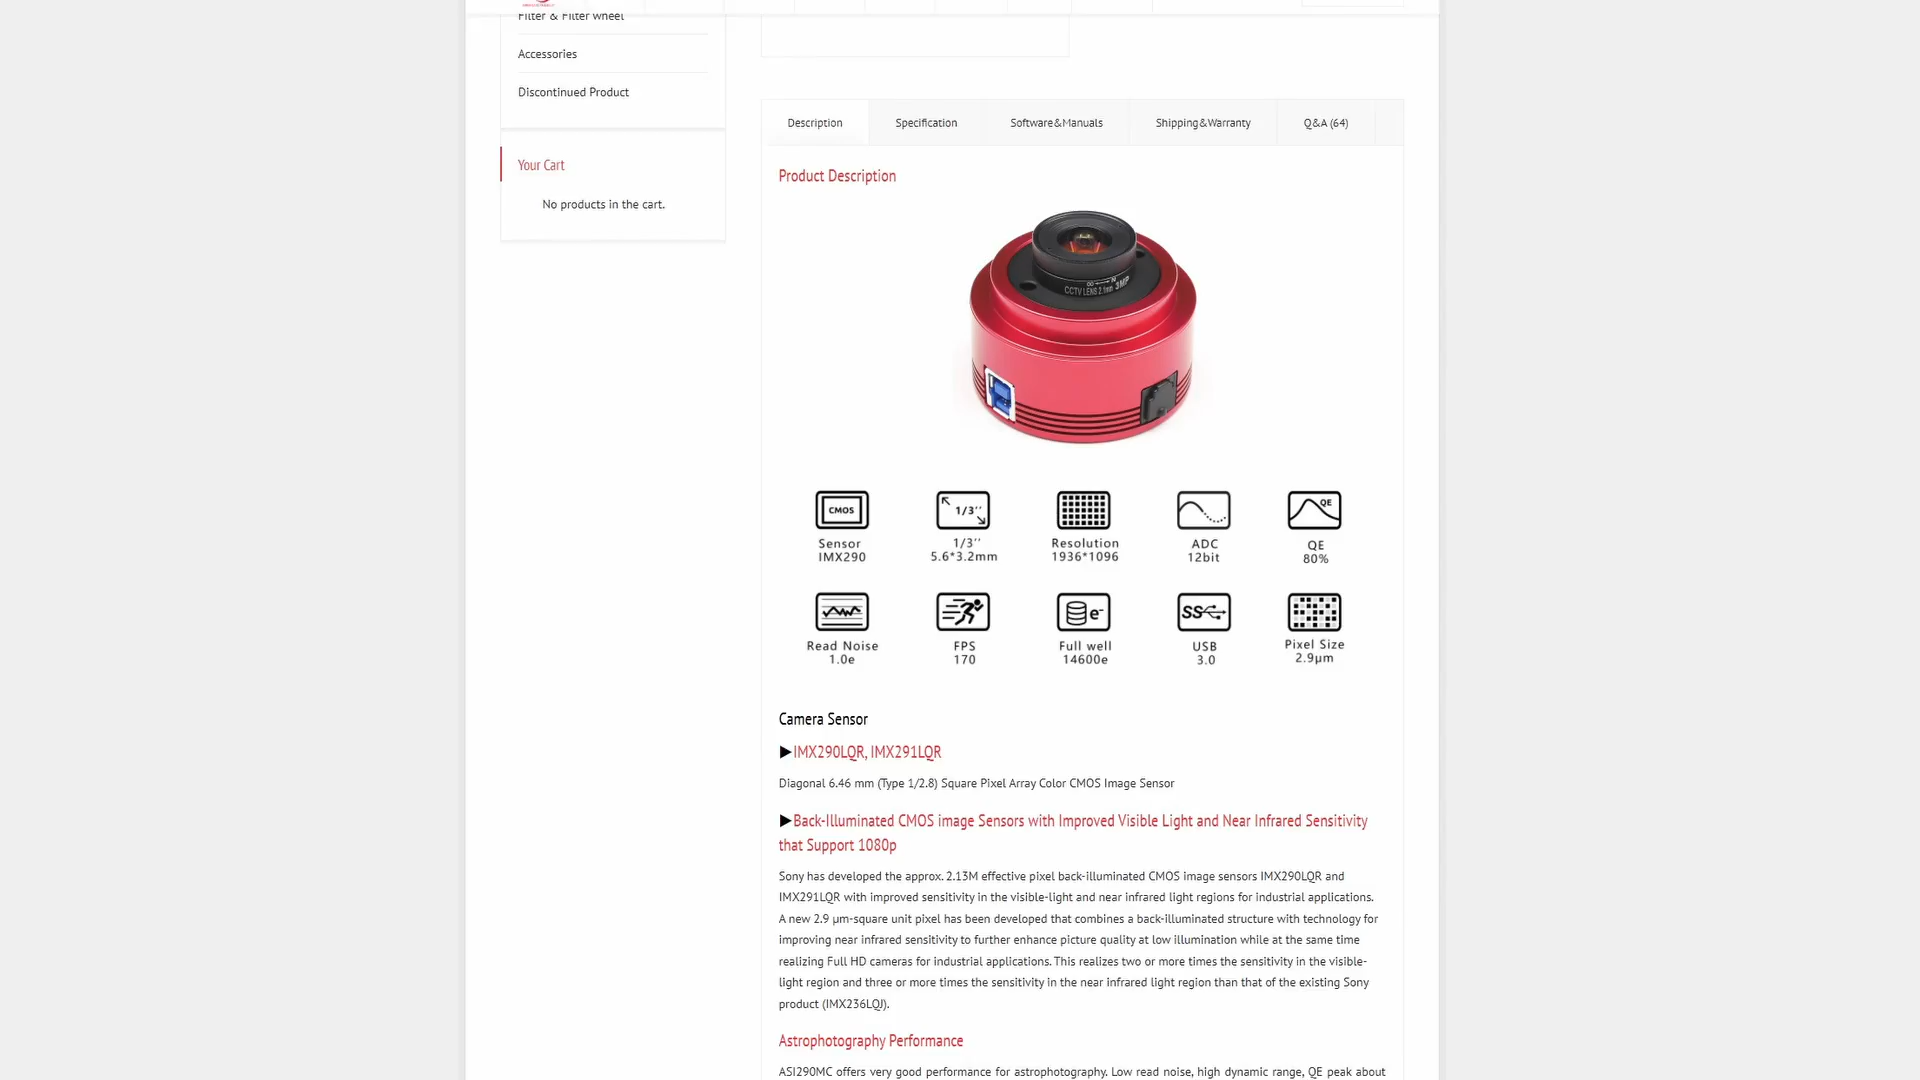 Filter & Filter wheel
Accessories
Discontinued Product
Your Cart
No products in the cart.
Description
Specification
Software&Manuals
Shipping&Warranty
Q&A (64)
Product Description
CCTV LENS 2.1mm 3MP
CMOS
1/3’’
QE
Sensor
IMX290
1/3’’
5.6*3.2mm
Resolution
1936*1096
ADC
12bit
QE
80%
e-
SS
Read Noise
1.0e
FPS
170
Full well
14600e
USB
3.0
Pixel Size
2.9μm
Camera Sensor
▶IMX290LQR, IMX291LQR
Diagonal 6.46 mm (Type 1/2.8) Square Pixel Array Color CMOS Image Sensor
▶Back-Illuminated CMOS image Sensors with Improved Visible Light and Near Infrared Sensitivity
that Support 1080p
Sony has developed the approx. 2.13M effective pixel back-illuminated CMOS image sensors IMX290LQR and
IMX291LQR with improved sensitivity in the visible-light and near infrared light regions for industrial applications.
A new 2.9 μm-square unit pixel has been developed that combines a back-illuminated structure with technology for
improving near infrared sensitivity to further enhance picture quality at low illumination while at the same time
realizing Full HD cameras for industrial applications. This realizes two or more times the sensitivity in the visible-
light region and three or more times the sensitivity in the near infrared light region than that of the existing Sony
product (IMX236LQJ).
Astrophotography Performance
ASI290MC offers very good performance for astrophotography. Low read noise, high dynamic range, QE peak about